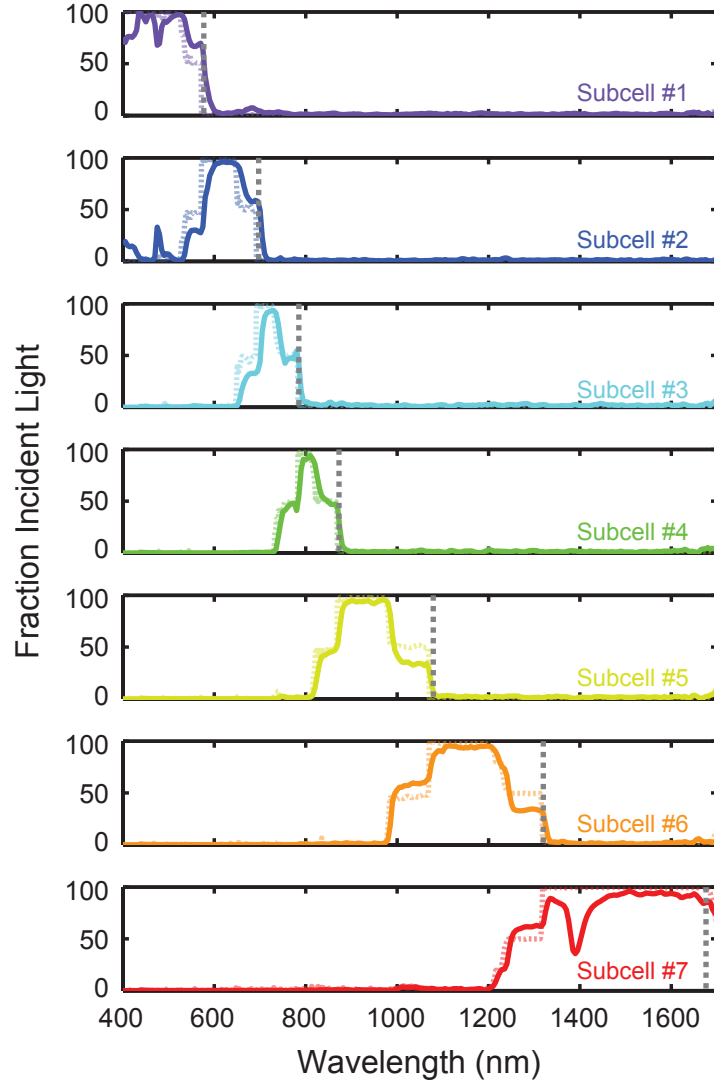 Fraction Incident Light
100
50
0
Subcell #1
100
50
0
Subcell #2
100
50
0
Subcell #3
100
50
0
Subcell #4
100
50
0
Subcell #5
100
50
0
Subcell #6
100
50
0
Subcell #7
400 600 800 1000 1200 1400 1600
Wavelength (nm)